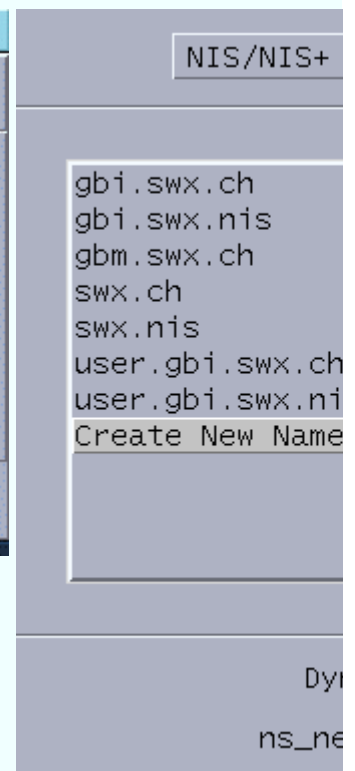 NIS/NIS+
gbi.swx.ch
gbi.swx.nis
gbm.swx.ch
swx.ch
swx.nis
user.gbi.swx.ch
user.gbi.swx.ni
Create New Name
Dyn
ns_ne